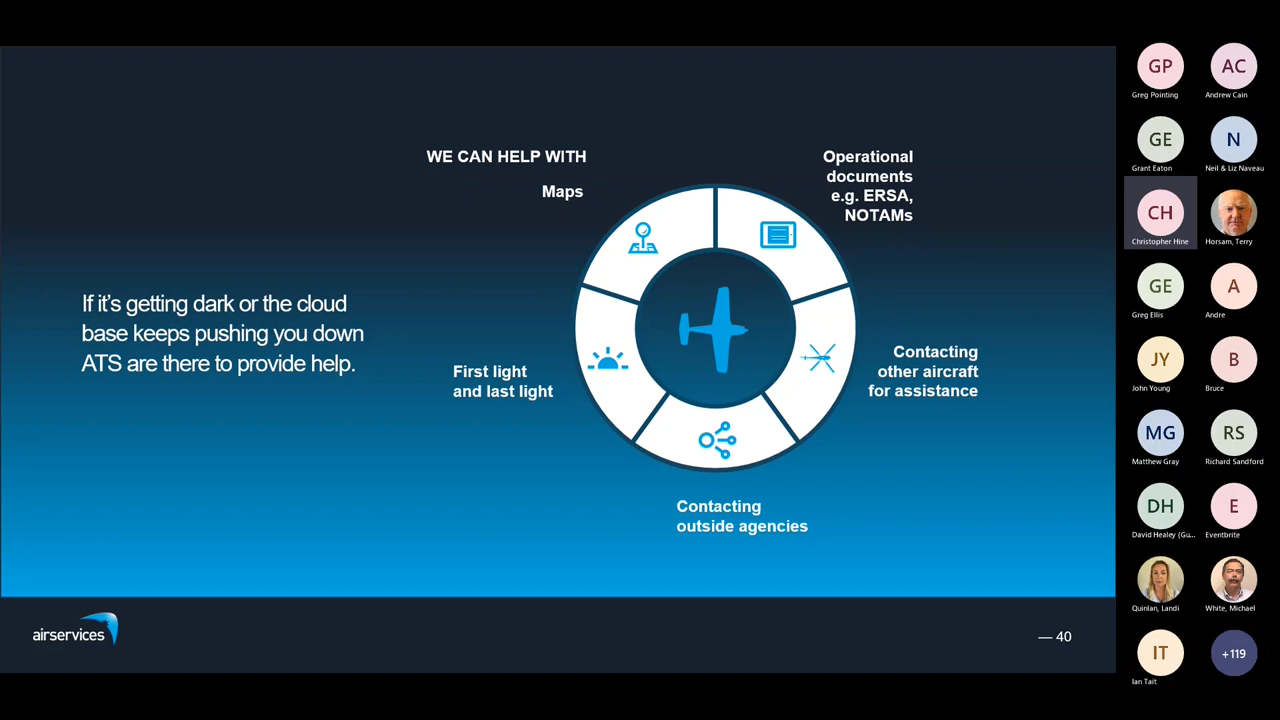 WE CAN HELP WITH
Maps
Operational
documents
e.g. ERSA,
NOTAMs
If it's getting dark or the cloud
base keeps pushing you down
ATS are there to provide help.
First light
and last light
Contacting
other aircraft
for assistance
Contacting
outside agencies
airservices
— 40
GP
Greg Pointing
AC
Andrew Cain
GE
Grant Eaton
N
Neil & Liz Naveau
CH
Christopher Hine
Horsam, Terry
GE
Greg Ellis
A
Andre
JY
John Young
B
Bruce
MG
Matthew Gray
RS
Richard Sandford
DH
David Healey (Gu...
E
Eventbrite
Quinlan, Landi
White, Michael
IT
Ian Tait
+119